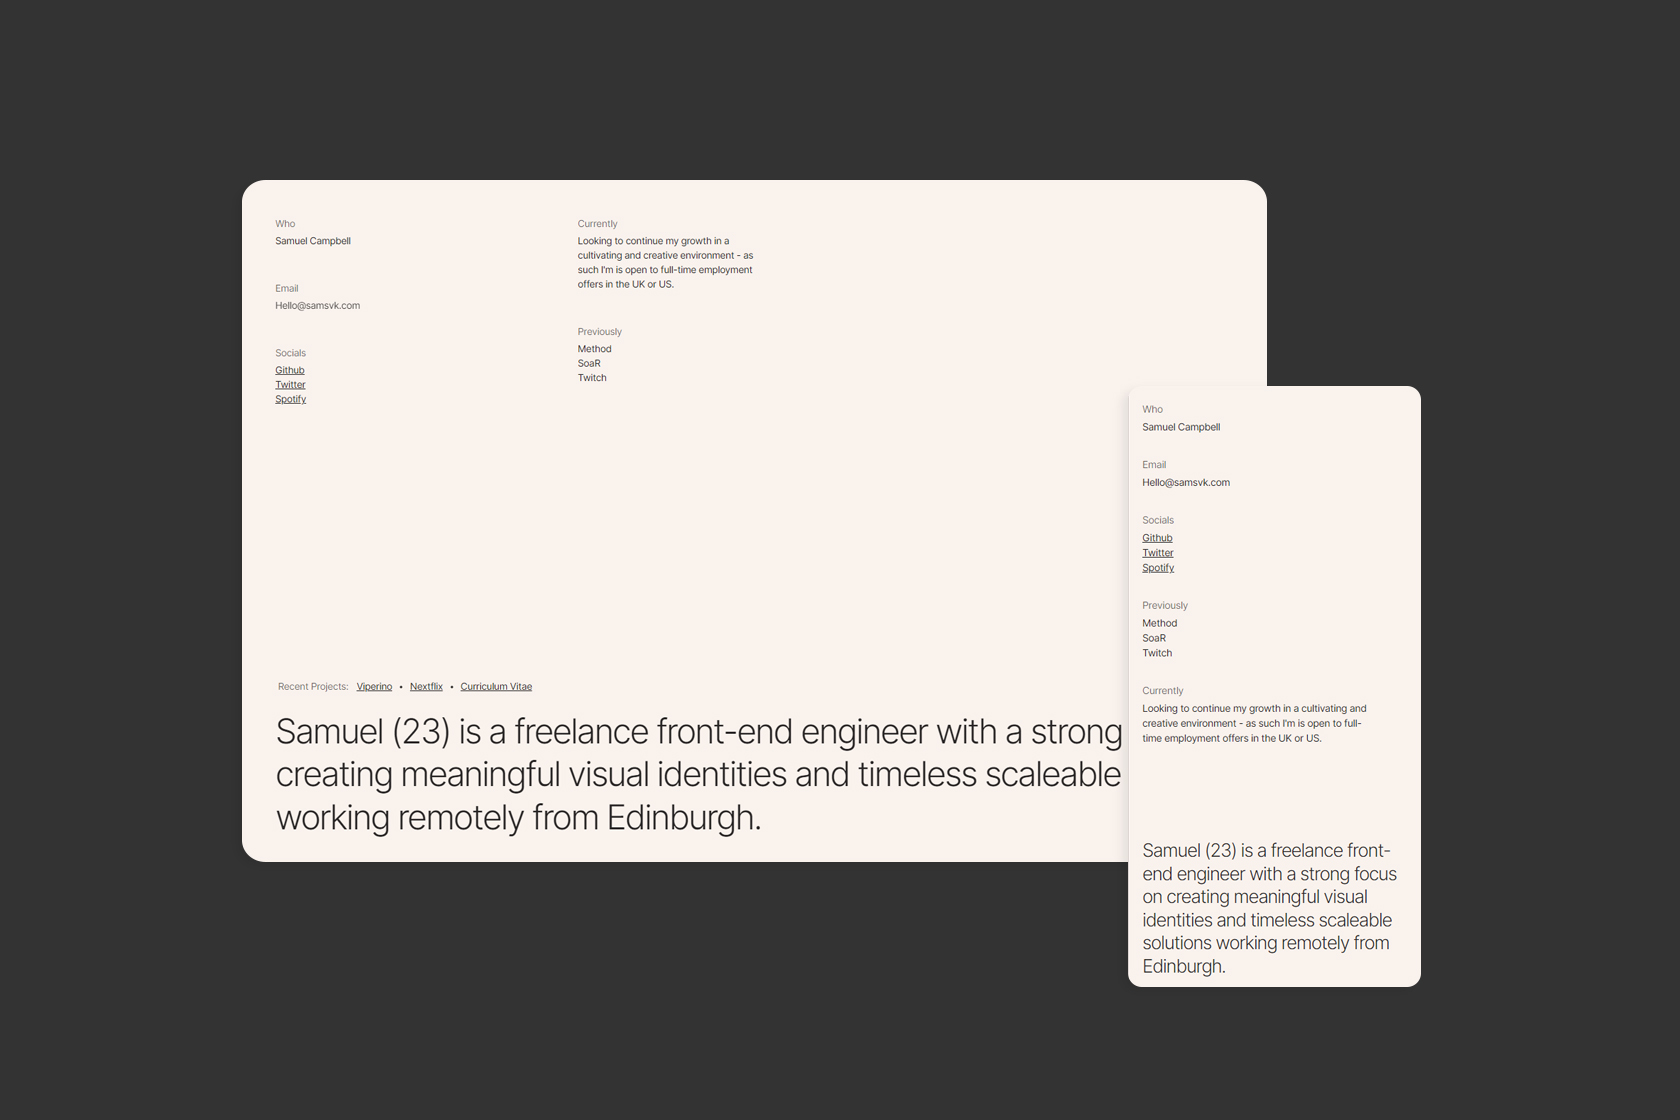 Who
Samuel Campbell
Email
Hello@samsvk.com
Socials
Github
Twitter
Spotify
Currently
Looking to continue my growth in a
cultivating and creative environment - as
such I'm is open to full-time employment
offers in the UK or US.
Previously
Method
SoaR
Twitch
Recent Projects: Viperino • Nextflix • Curriculum Vitae
Samuel (23) is a freelance front-end engineer with a strong
creating meaningful visual identities and timeless scaleable
working remotely from Edinburgh.
Who
Samuel Campbell
Email
Hello@samsvk.com
Socials
Github
Twitter
Spotify
Previously
Method
SoaR
Twitch
Currently
Looking to continue my growth in a cultivating and
creative environment - as such I'm is open to full-
time employment offers in the UK or US.
Samuel (23) is a freelance front-
end engineer with a strong focus
on creating meaningful visual
identities and timeless scaleable
solutions working remotely from
Edinburgh.